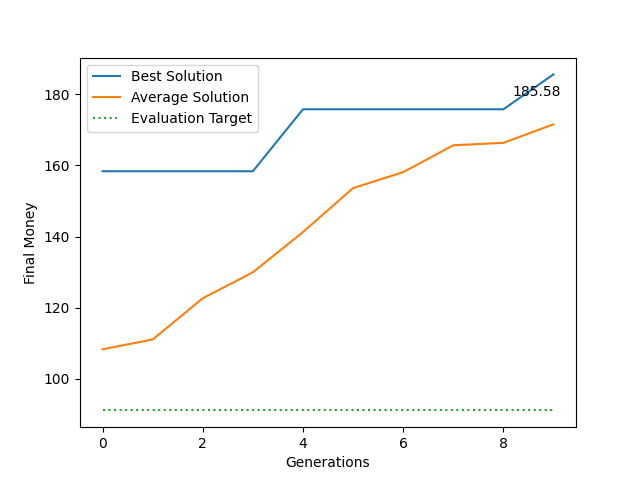 Best Solution
Average Solution
Evaluation Target
185.58
180
160
140
120
100
Final Money
0 2 4 6 8
Generations